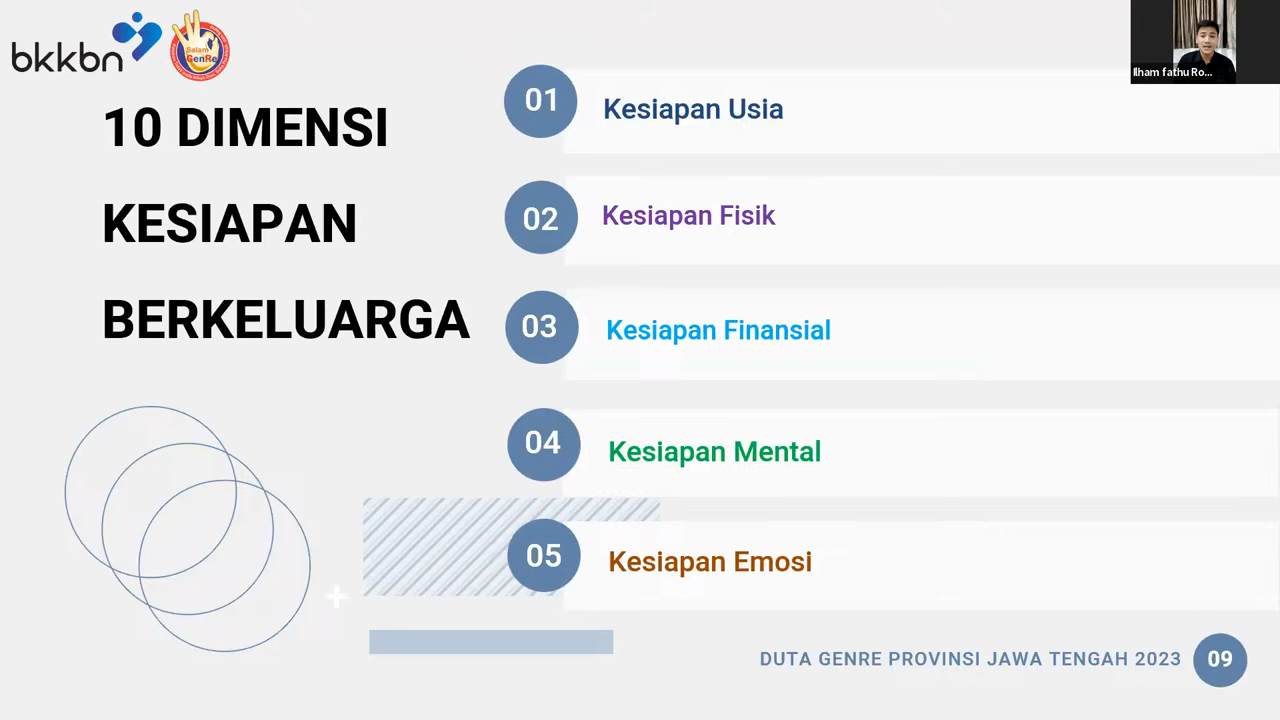 bkkbn
Salam
GenRe
Ilham fathu Ro...
10 DIMENSI
KESIAPAN
BERKELUARGA
01
Kesiapan Usia
02
Kesiapan Fisik
03
Kesiapan Finansial
04
Kesiapan Mental
05
Kesiapan Emosi
DUTA GENRE PROVINSI JAWA TENGAH 2023
09